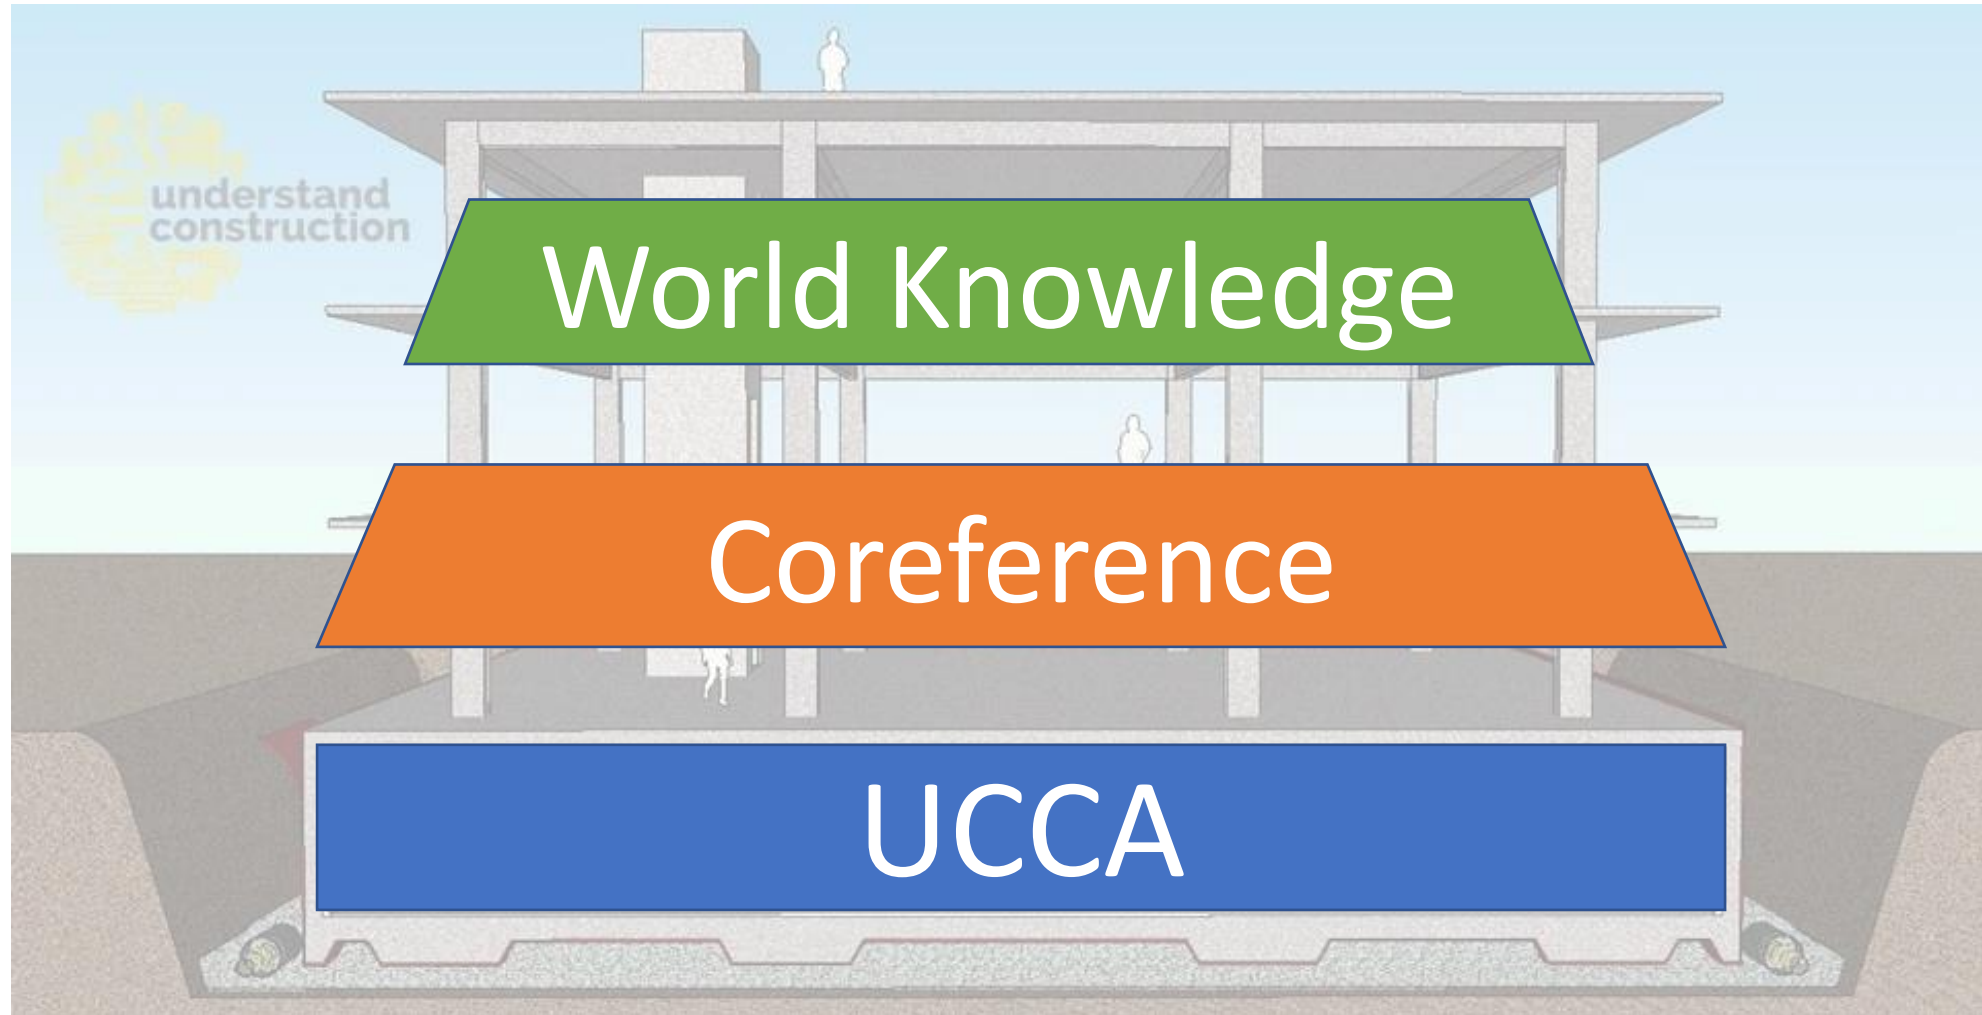 understand
construction
World Knowledge
Coreference
UCCA